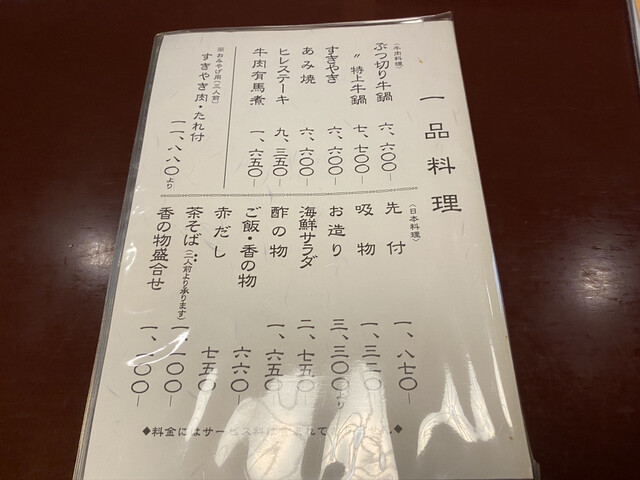 一品料理
〈牛肉料理〉
ぶつ切り牛鍋 六、六〇〇−
〃 特上牛鍋 七、七〇〇−
すきやき 六、六〇〇−
あみ焼 六、六〇〇−
ヒレステーキ 九、三五〇−
牛肉有馬煮 一、六五〇−
※おみやげ用(三人前)
すきやき肉・たれ付 一一、八八〇より
〈日本料理〉
先付 一、八七〇−
吸物 一、三二〇−
お造り 三、三〇〇より
海鮮サラダ 二、七五〇−
酢の物 一、六五〇−
ご飯・香の物 六六〇−
赤だし 七五〇−
茶そば(二人前より承ります) 一、一〇〇−
香の物盛合せ 一、一〇〇−
◆料金にはサービス料は含まれて せん◆